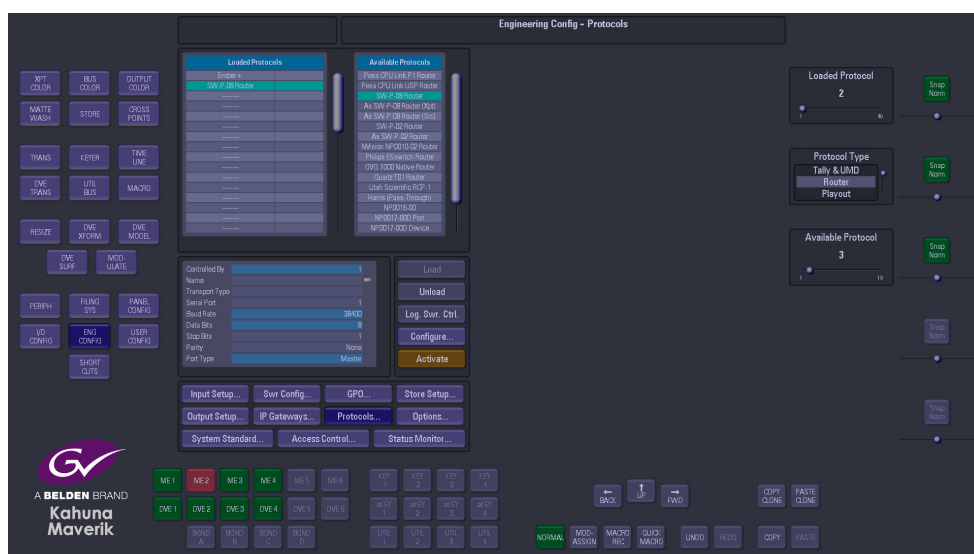 Engineering Config - Protocols
Loaded Protocols
Ember +
SW-P-08 Router
--------
--------
--------
--------
--------
--------
--------
--------
--------
--------
--------
--------
--------
--------
Available Protocols
Pesa CPU Link P1 Router
Pesa CPU Link USP Router
SW-P-08 Router
As SW-P-08 Router (Xpt)
As SW-P-08 Router (Src)
SW-P-02 Router
As SW-P-02 Router
NVision NP0010-02 Router
Philips ESswitch Router
GVG 7000 Native Router
Quartz TD1 Router
Utah Scientific RCP-1
Harris (Pass-Through)
NP0016-00
NP0017-00D Port
NP0017-00D Device
XPT COLOR
BUS COLOR
OUTPUT COLOR
MATTE WASH
STORE
CROSS POINTS
TRANS
KEYER
TIME LINE
DVE TRANS
UTIL BUS
MACRO
RESIZE
DVE XFORM
DVE MODEL
DVE SURF
MOD- ULATE
PERIPH
FILING SYS
PANEL CONFIG
I/O CONFIG
ENG CONFIG
USER CONFIG
SHORT CUTS
Loaded Protocol
2
1 40
Snap Norm
Protocol Type
Tally & UMD
Router
Playout
Snap Norm
Available Protocol
3
1 19
Snap Norm
Snap Norm
Snap Norm
Controlled By 1
Name
Transport Type
Serial Port 1
Baud Rate 38400
Data Bits 8
Stop Bits 1
Parity None
Port Type Master
Load
Unload
Log. Swr. Ctrl.
Configure...
Activate
Input Setup... Swr Config... GPO... Store Setup...
Output Setup... IP Gateways... Protocols... Options...
System Standard... Access Control... Status Monitor...
GV
A BELDEN BRAND
Kahuna
Maverik
ME 1 ME 2 ME 3 ME 4 ME 5 ME 6
DVE 1 DVE 2 DVE 3 DVE 4 DVE 5 DVE 6
BGND A BGND B BGND C BGND D
KEY 1 KEY 2 KEY 3 KEY 4
UTIL 1 UTIL 2 UTIL 3 UTIL 4
BACK UP FWD
COPY CLONE PASTE CLONE
NORMAL MOD- ASSIGN MACRO REC QUICK MACRO UNDO REDO COPY PASTE